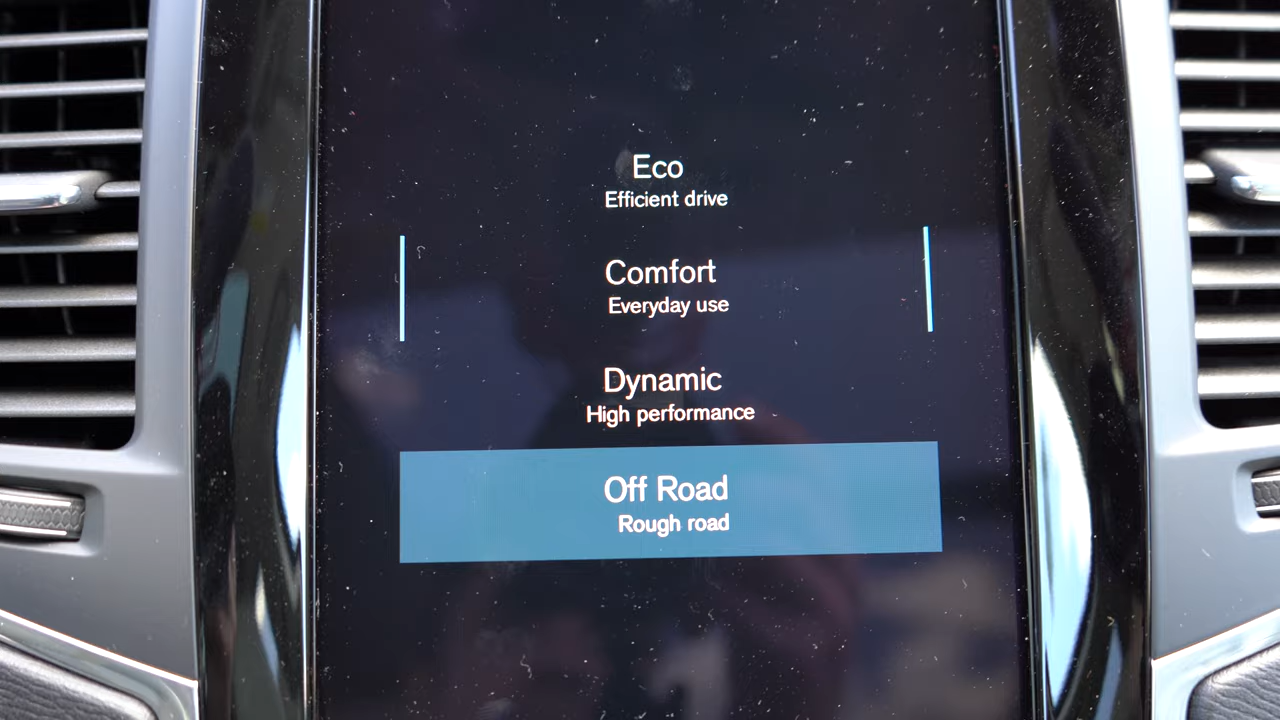 Eco
Efficient drive
Comfort
Everyday use
Dynamic
High performance
Off Road
Rough road